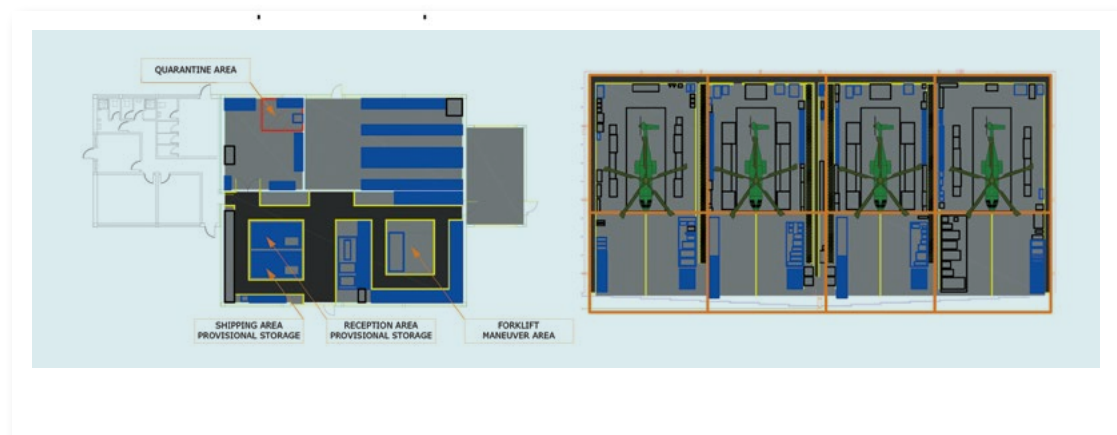 QUARANTINE AREA
SHIPPING AREA
PROVISIONAL STORAGE
RECEPTION AREA
PROVISIONAL STORAGE
FORKLIFT
MANEUVER AREA